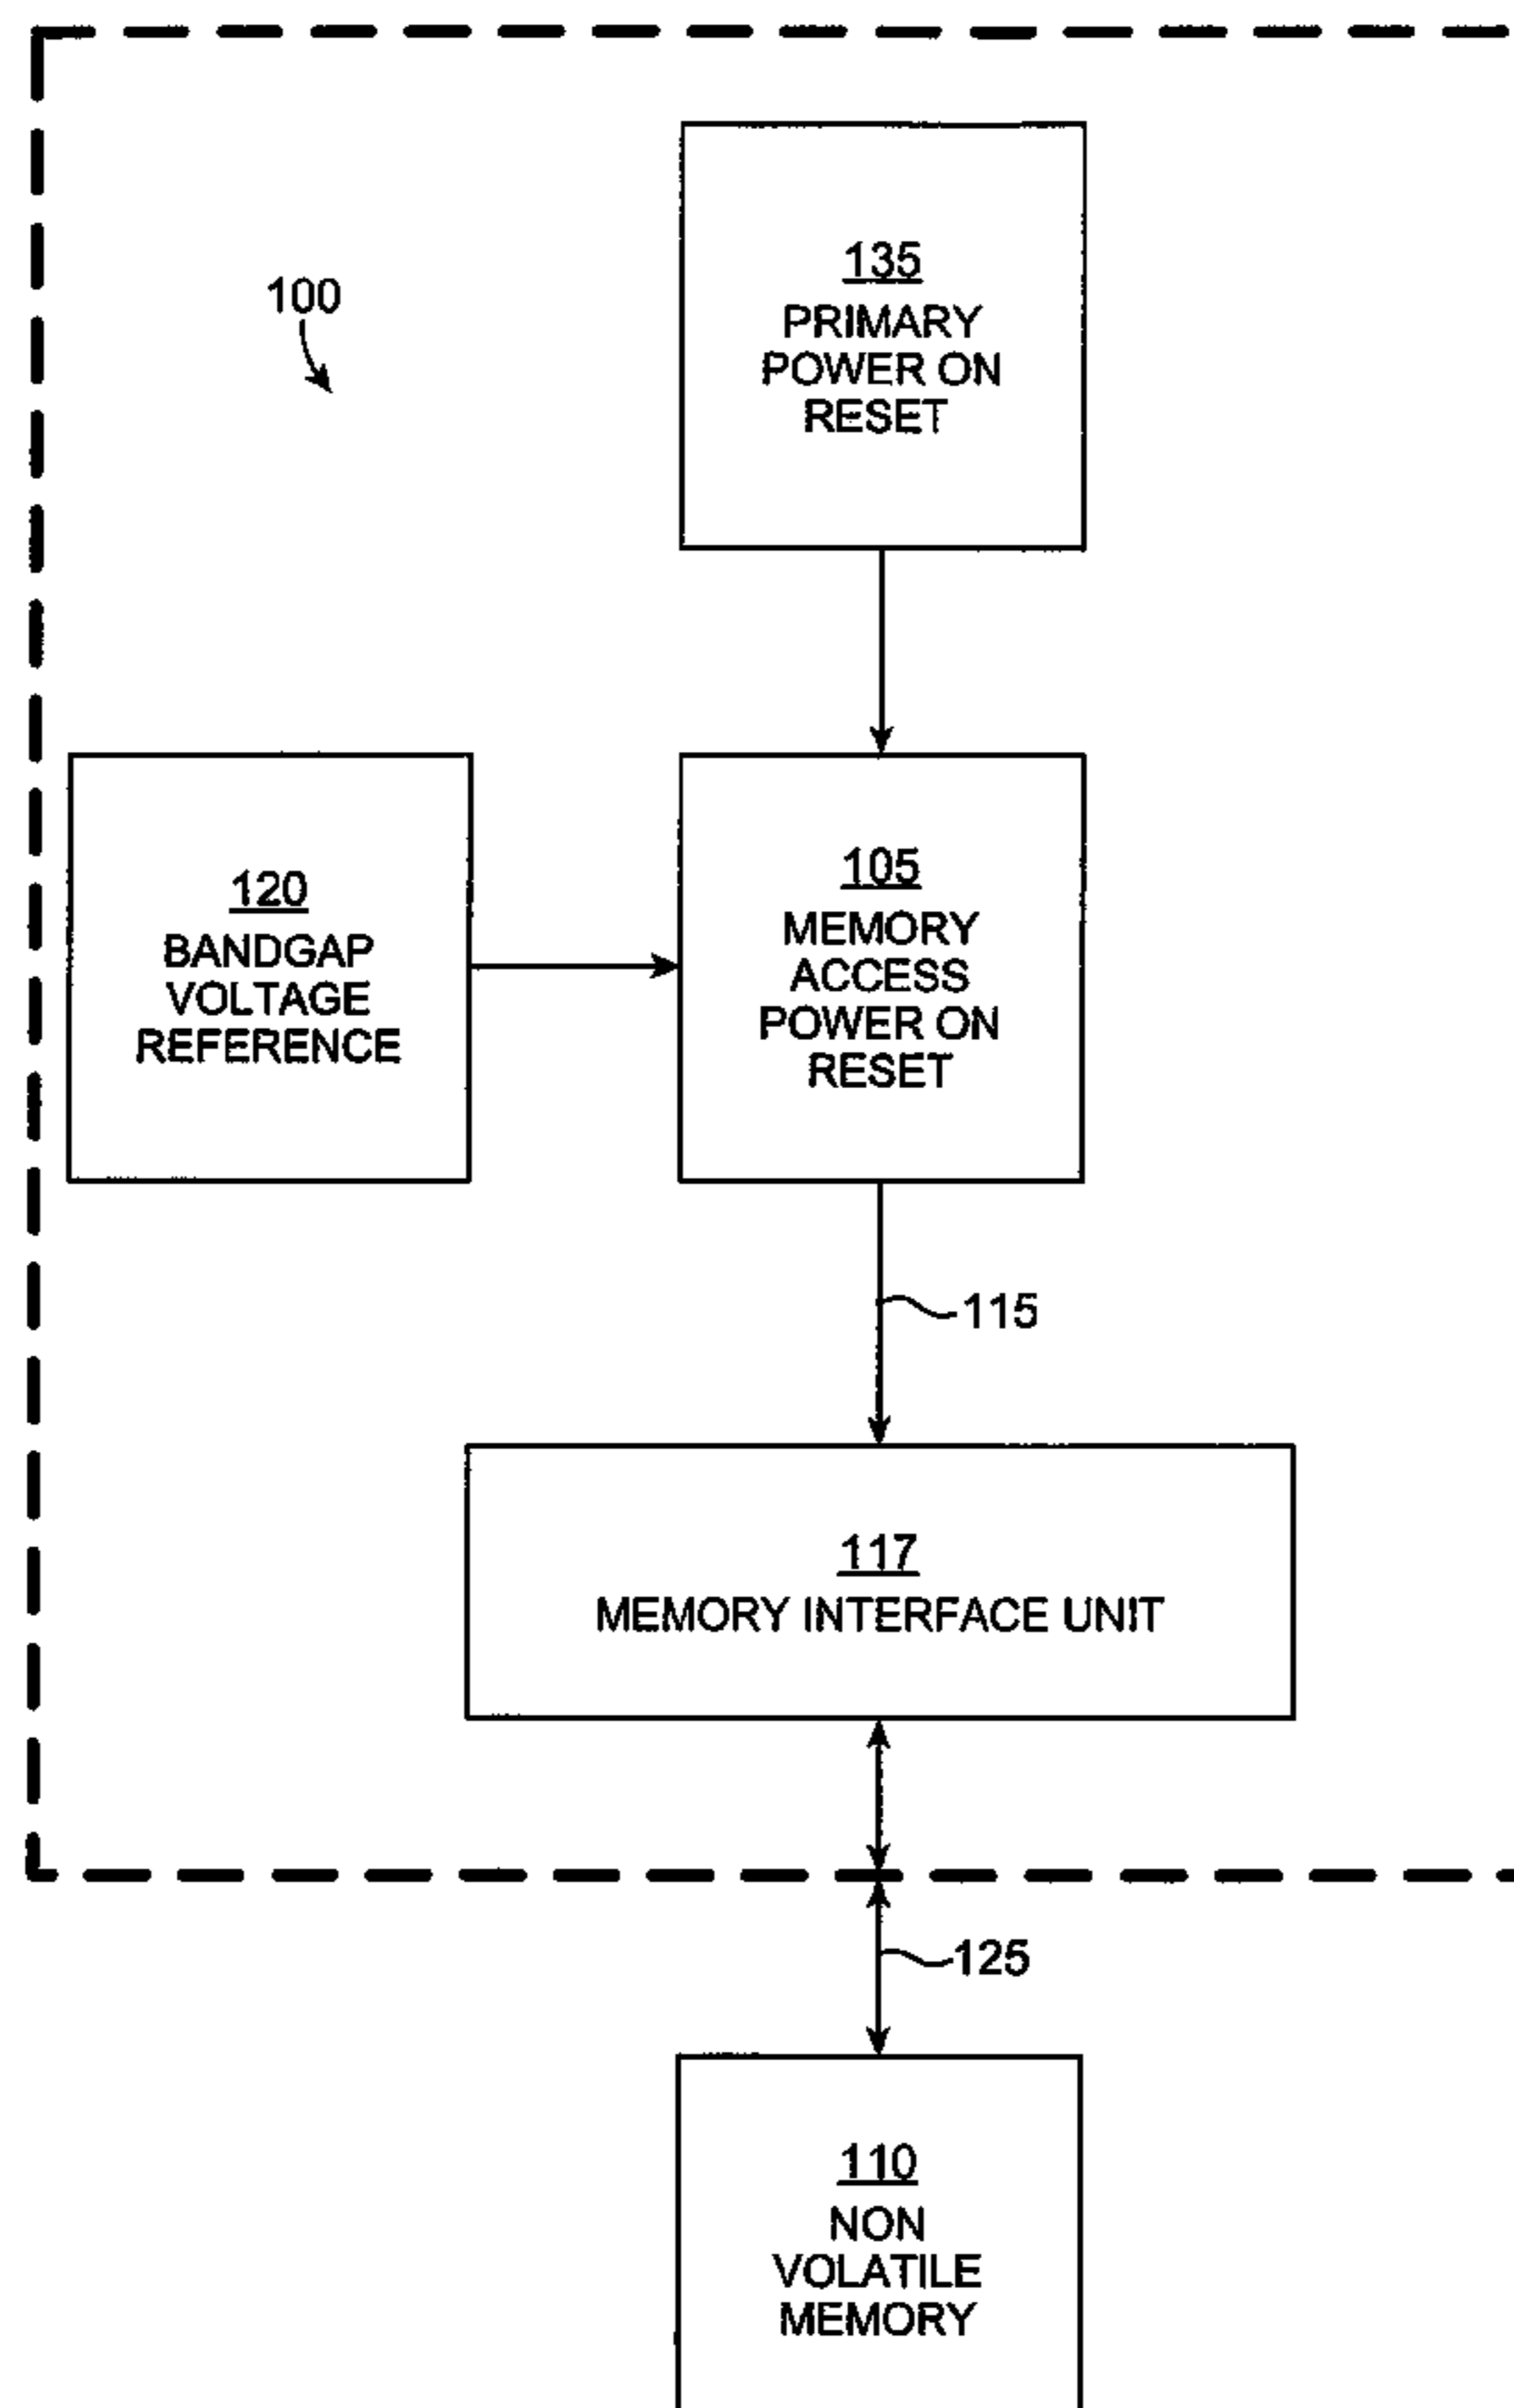 135
PRIMARY
POWER ON
RESET
100
120
BANDGAP
VOLTAGE
REFERENCE
105
MEMORY
ACCESS
POWER ON
RESET
115
117
MEMORY INTERFACE UNIT
125
110
NON
VOLATILE
MEMORY